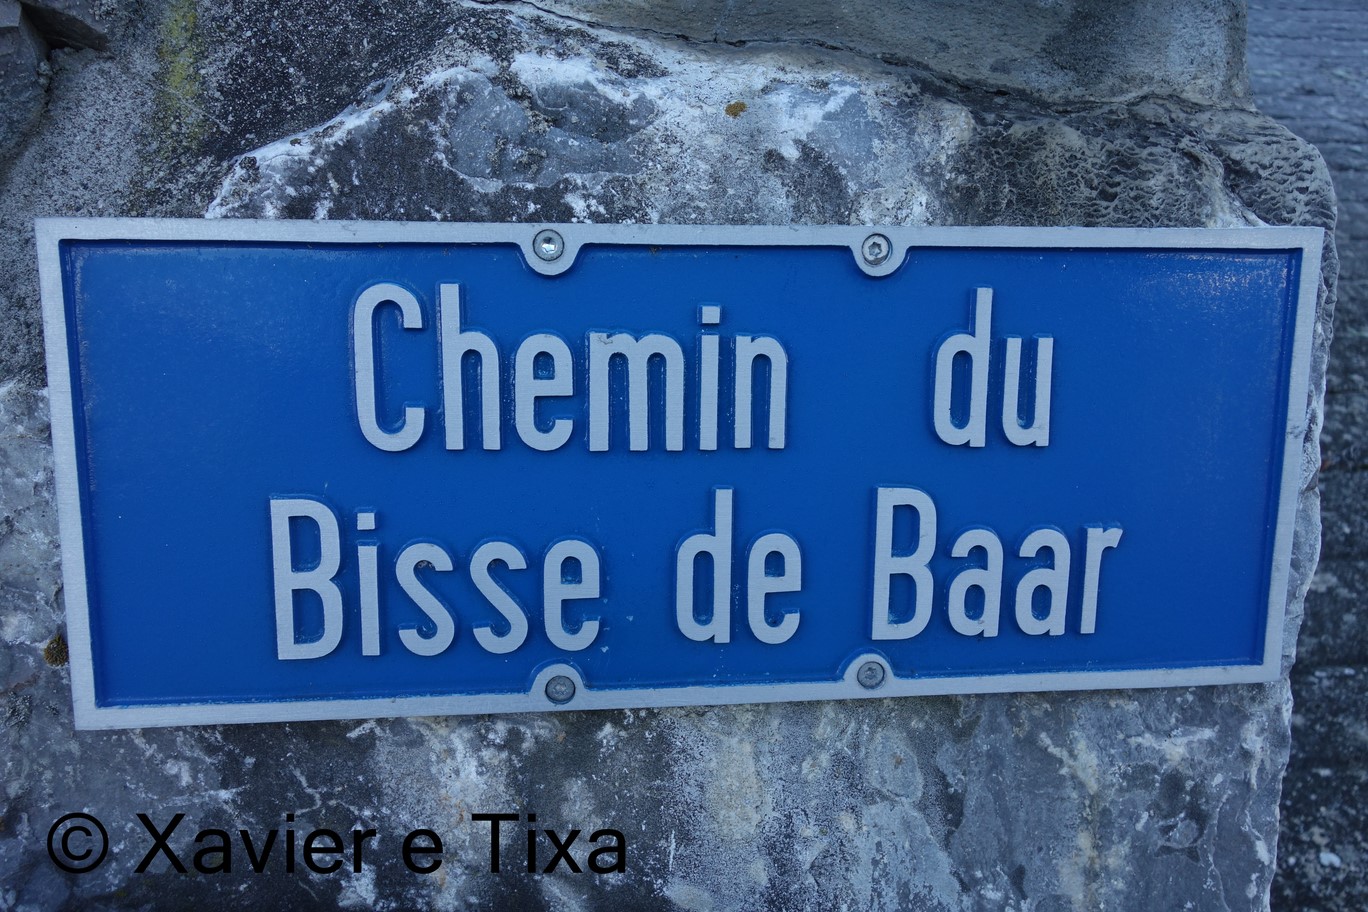 Chemin du
Bisse de Baar
© Xavier e Tixa